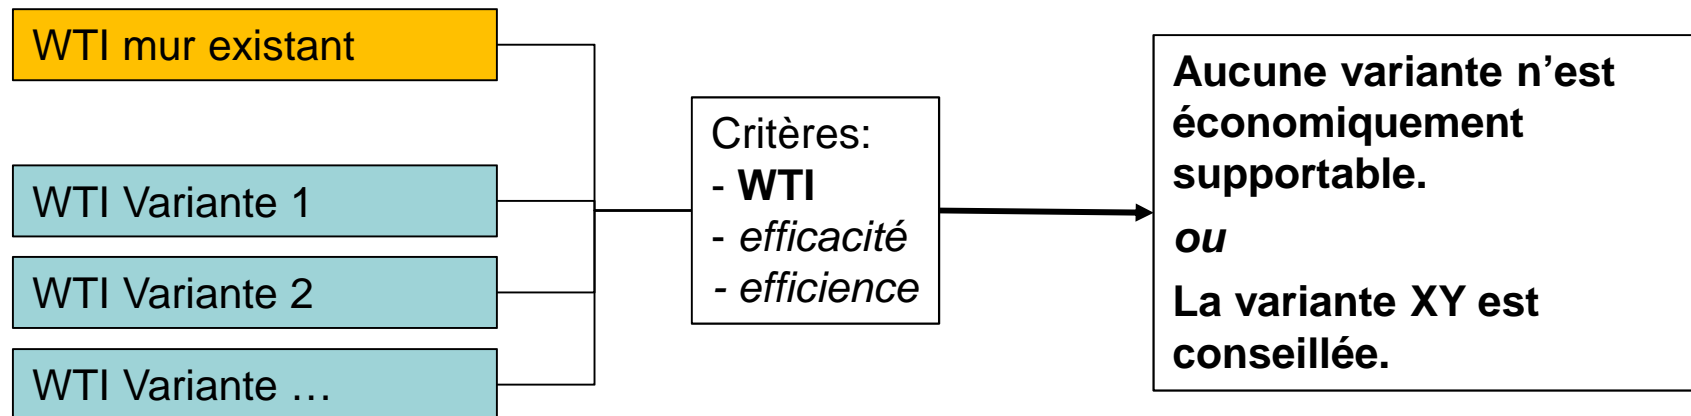 WTI mur existant
WTI Variante 1
WTI Variante 2
WTI Variante …
Critères:
- WTI
- efficacité
- efficience
Aucune variante n’est
économiquement
supportable.
ou
La variante XY est
conseillée.